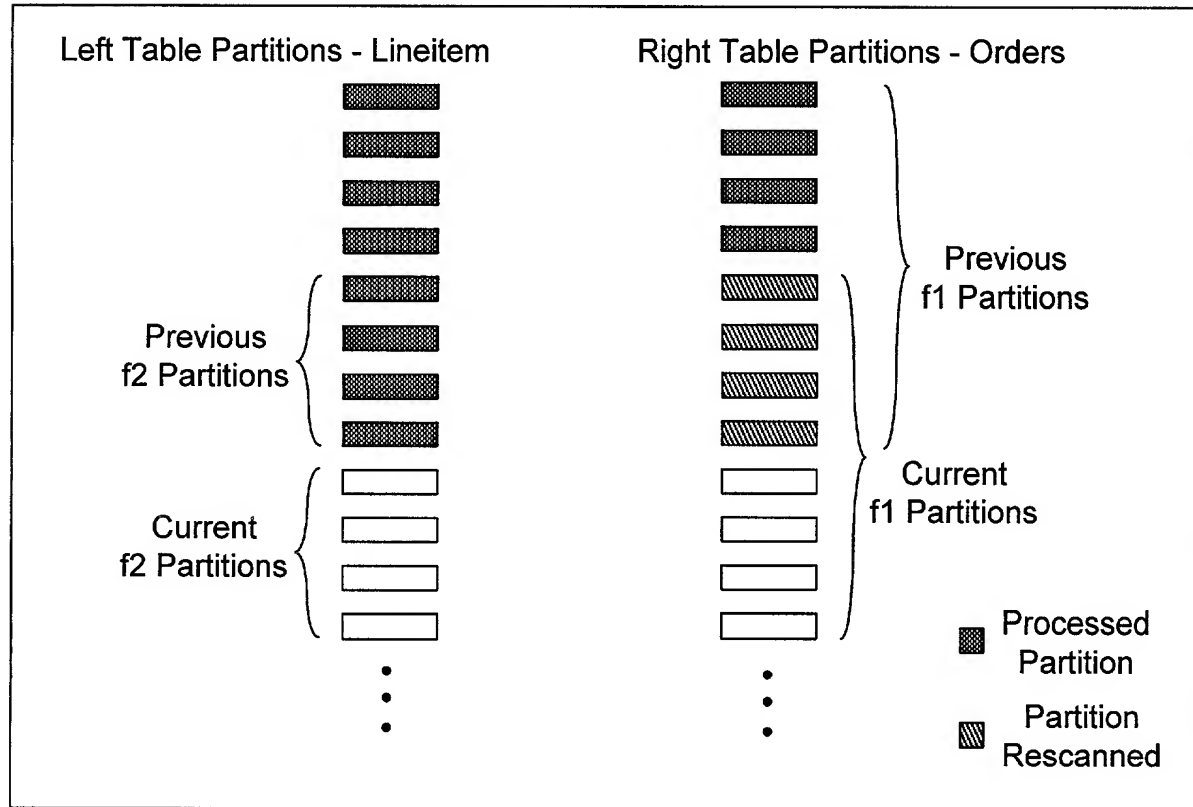 Left Table Partitions - Lineitem
Right Table Partitions - Orders
Previous
f1 Partitions
Previous
f2 Partitions
Current
f1 Partitions
Current
f2 Partitions
Processed
Partition
Partition
Rescanned